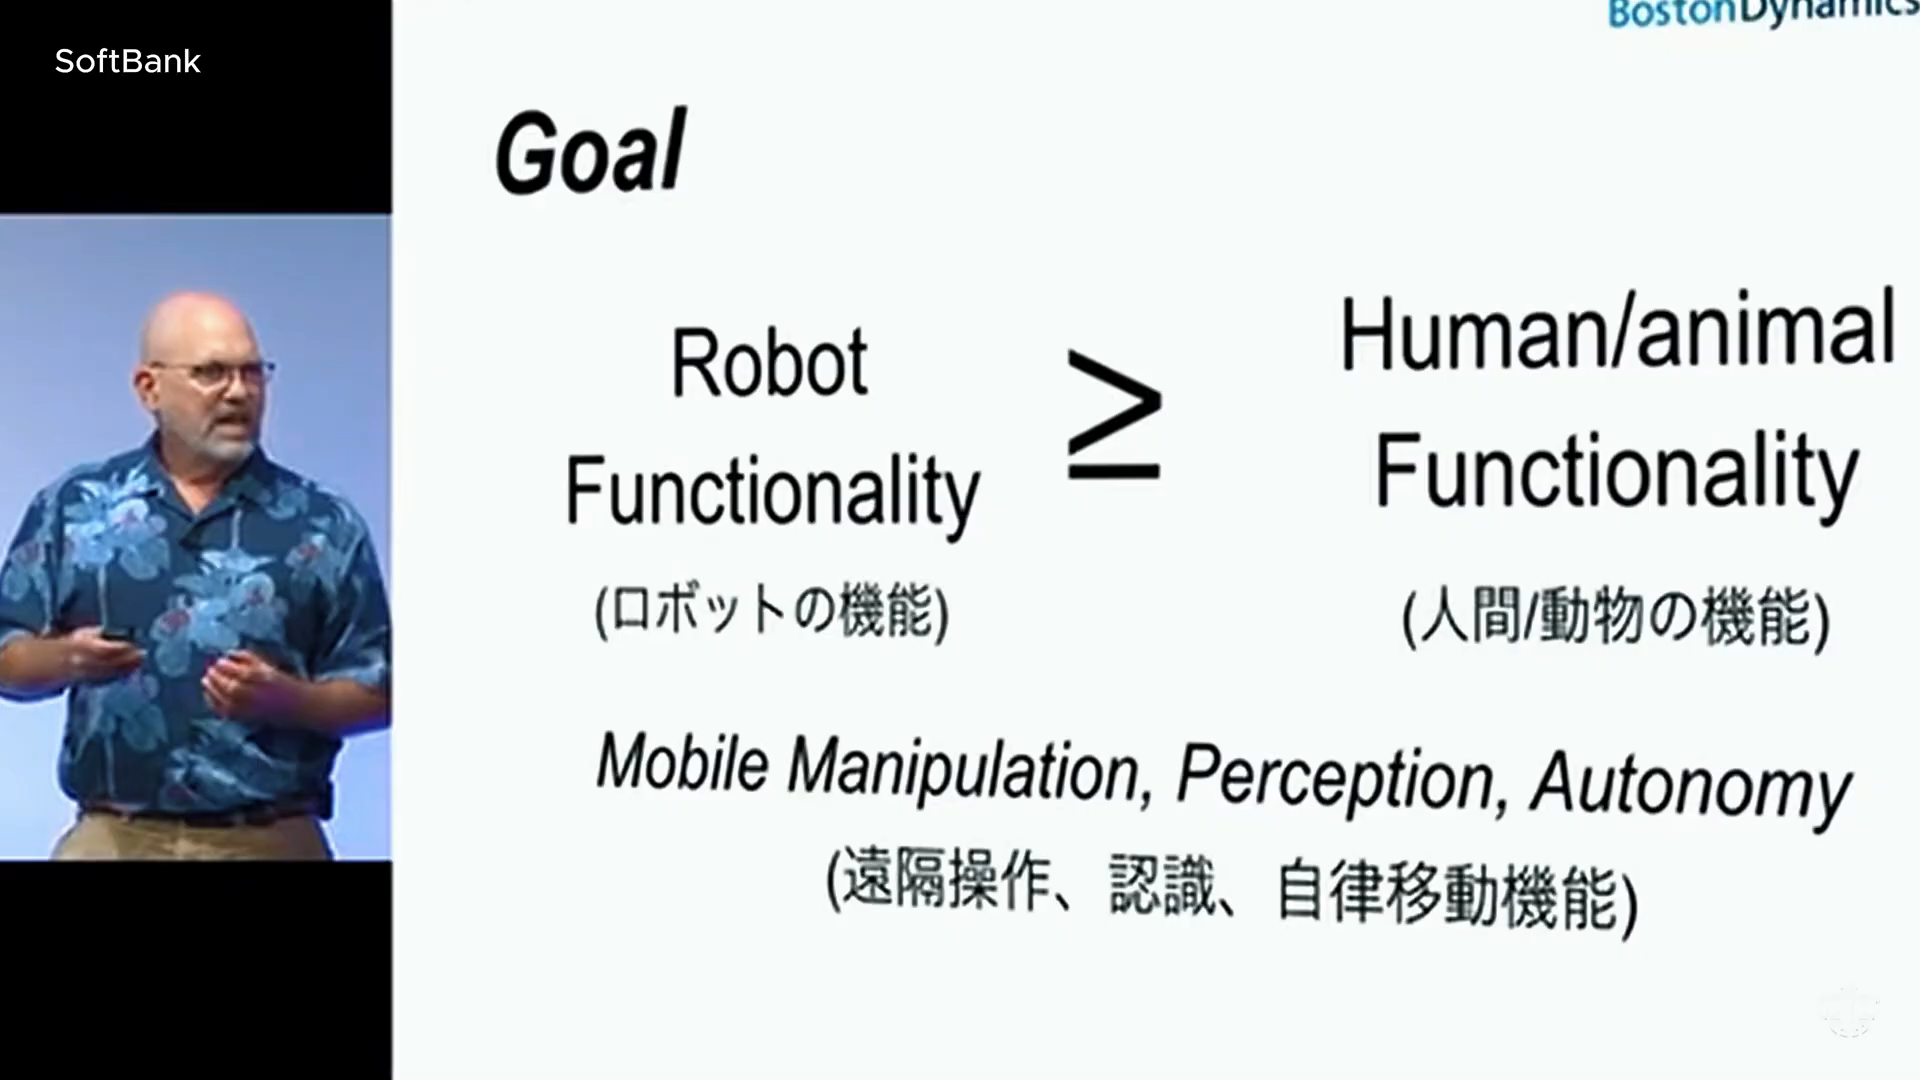 SoftBank
BostonDynamics
Goal
Robot
Functionality
(ロボットの機能)
≥
Human/animal
Functionality
(人間/動物の機能)
Mobile Manipulation, Perception, Autonomy
(遠隔操作、認識、自律移動機能)